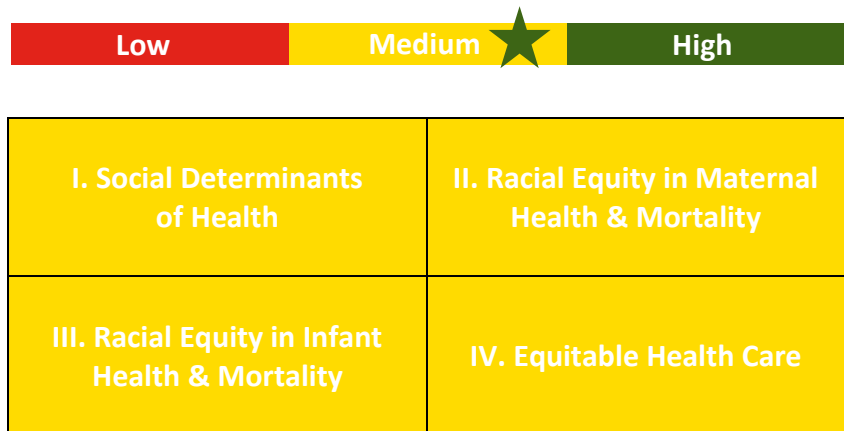 Low Medium High
I. Social Determinants
of Health
II. Racial Equity in Maternal
Health & Mortality
III. Racial Equity in Infant
Health & Mortality
IV. Equitable Health Care